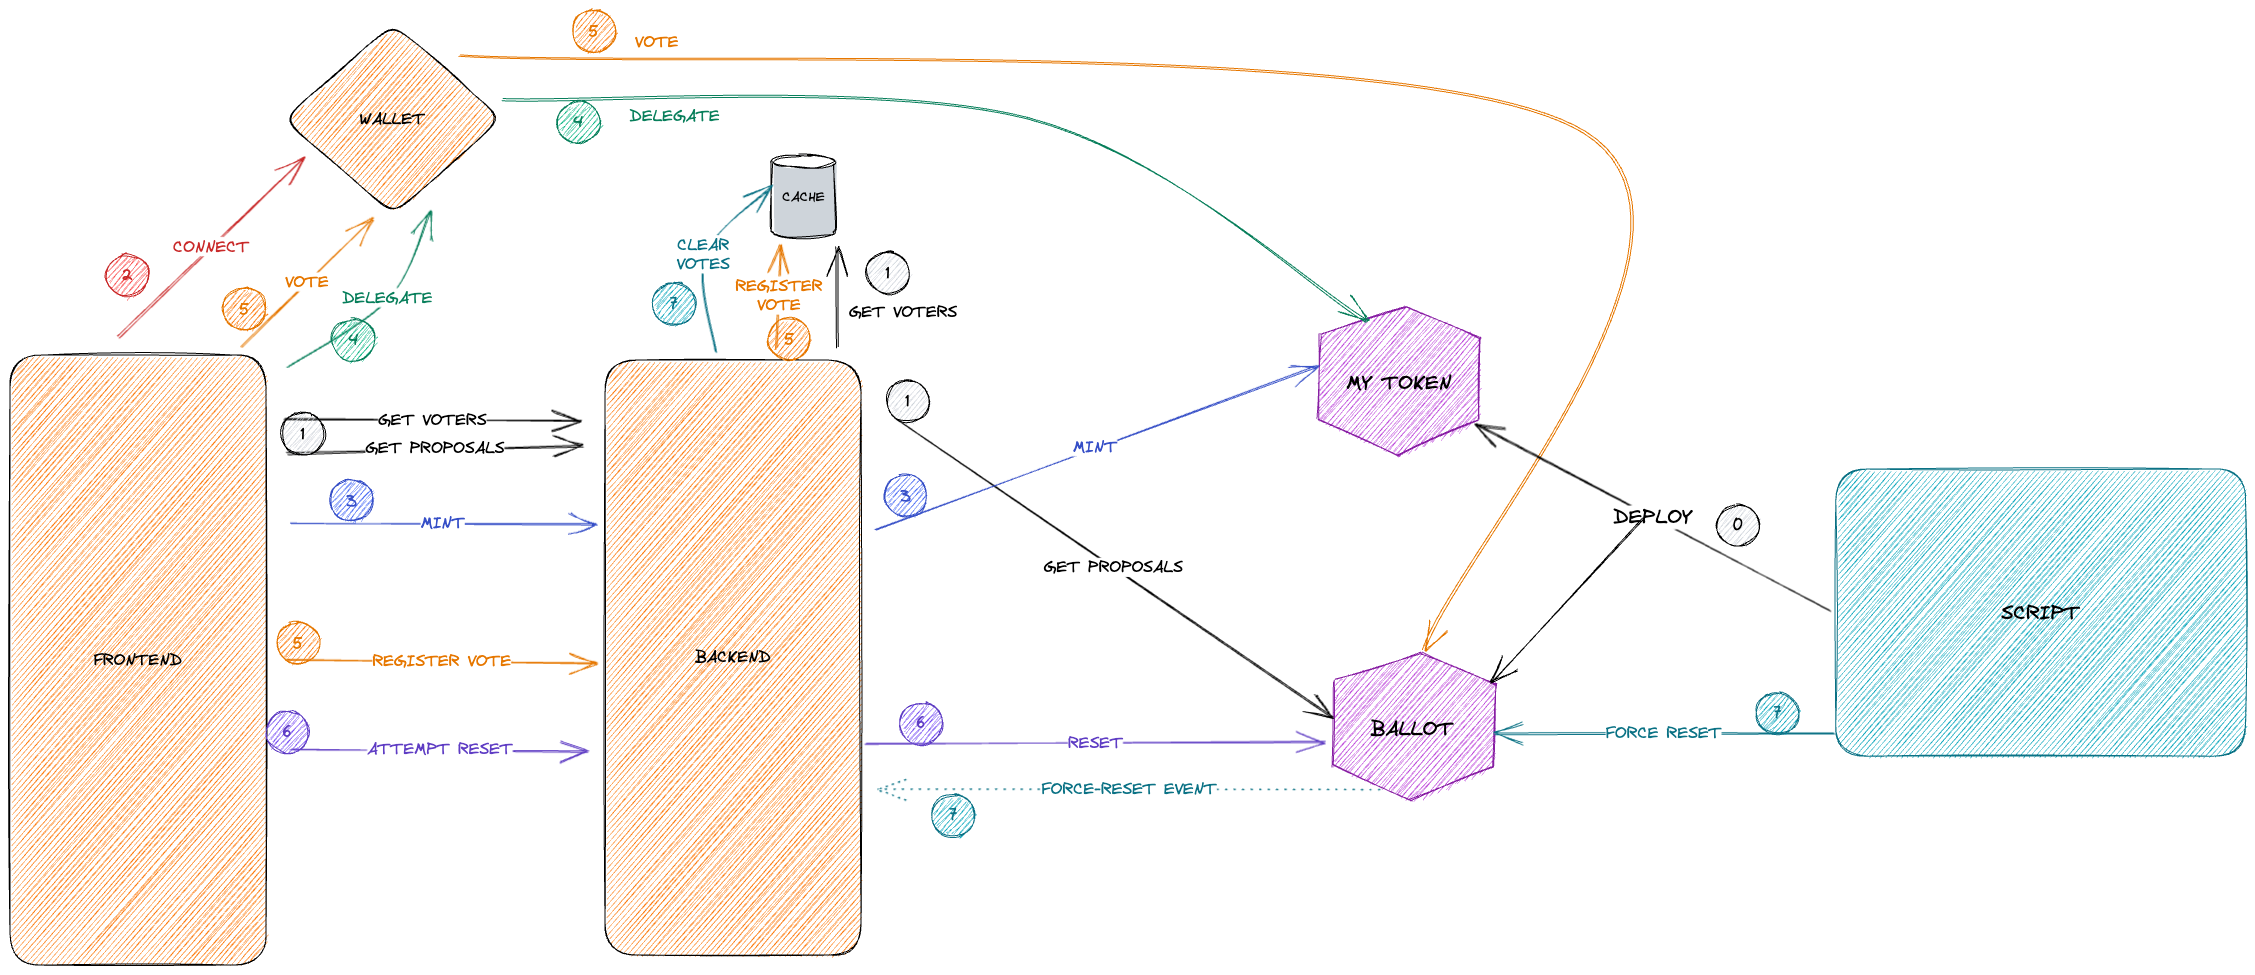 5
VOTE
WALLET
4
DELEGATE
CACHE
2
CONNECT
5
VOTE
DELEGATE
4
CLEAR
VOTES
7
REGISTER
VOTE
5
1
GET VOTERS
1
GET VOTERS
GET PROPOSALS
3
MINT
1
3
MINT
MY TOKEN
GET PROPOSALS
DEPLOY
0
SCRIPT
FRONTEND
5
REGISTER VOTE
BACKEND
6
ATTEMPT RESET
6
RESET
BALLOT
FORCE RESET
7
FORCE-RESET EVENT
7